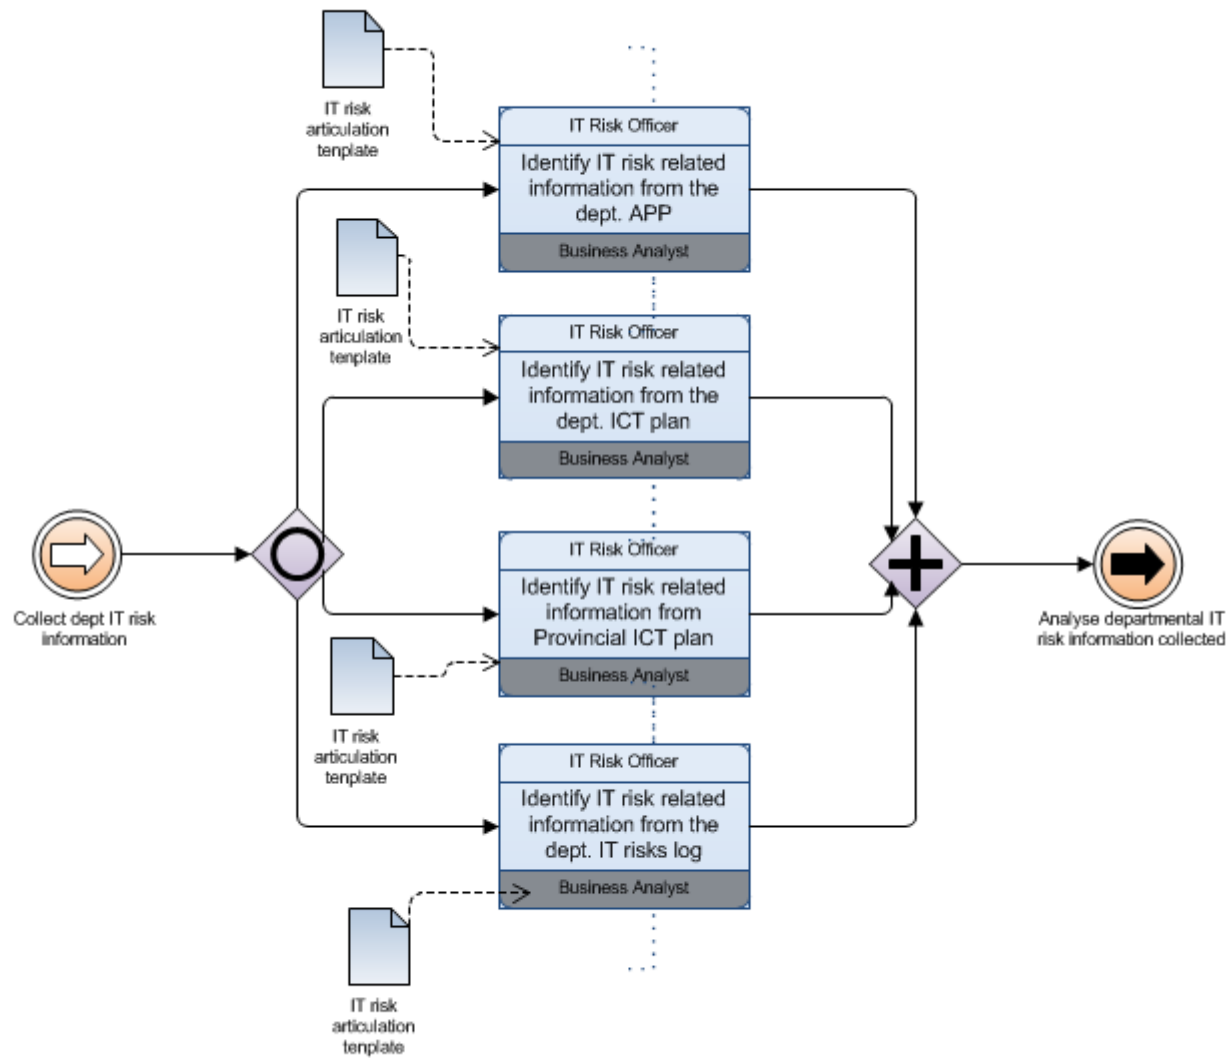 IT risk
articulation
tenplate
IT Risk Officer
Identify IT risk related
information from the
dept. APP
Business Analyst
IT risk
articulation
tenplate
IT Risk Officer
Identify IT risk related
information from the
dept. ICT plan
Business Analyst
Collect dept IT risk
information
IT Risk Officer
Identify IT risk related
information from
Provincial ICT plan
Business Analyst
Analyse departmental IT
risk information collected
IT risk
articulation
tenplate
IT Risk Officer
Identify IT risk related
information from the
dept. IT risks log
Business Analyst
IT risk
articulation
tenplate